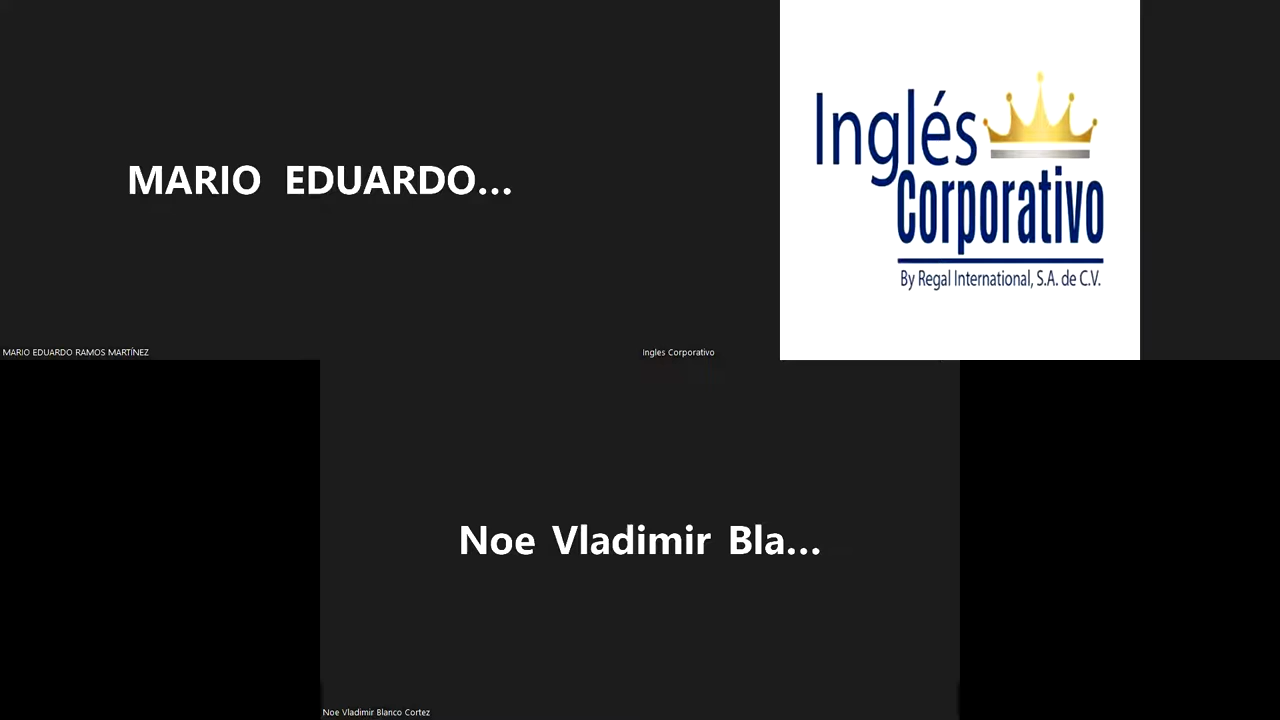 MARIO EDUARDO...
Inglés
Corporativo
By Regal International, S.A. de C.V.
MARIO EDUARDO RAMOS MARTÍNEZ
Ingles Corporativo
Noe Vladimir Bla...
Noe Vladimir Blanco Cortez